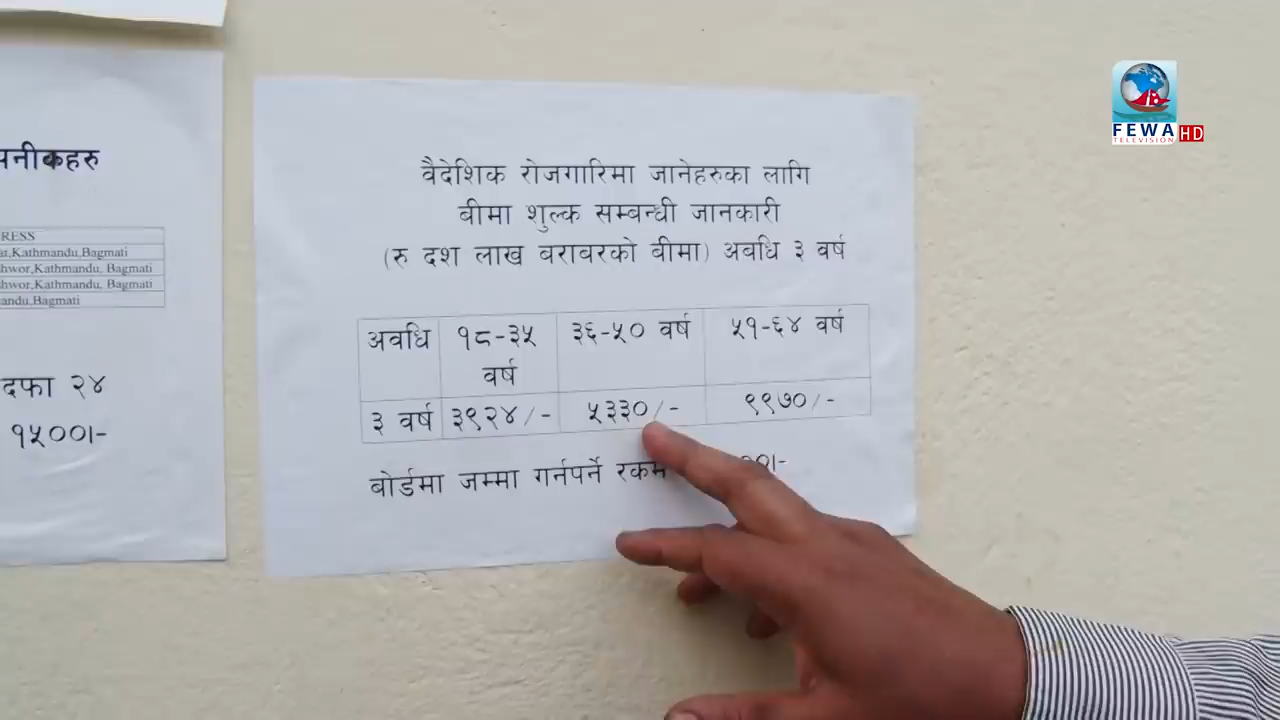 FEWA HD
TELEVISION
RESS
Kathmandu,Bagmati
hwor,Kathmandu, Bagmati
hwor,Kathmandu, Bagmati
andu,Bagmati
दफा २४
१५००।-
वैदेशिक रोजगारिमा जानेहरुका लागि
बीमा शुल्क सम्बन्धी जानकारी
(रु दश लाख बराबरको बीमा) अबधि ३ वर्ष
अवधि १८-३५ वर्ष ३६-५० वर्ष ५१-६४ वर्ष
३ वर्ष ३९२४/- ५३३०/- ९९७०/-
बोर्डमा जम्मा गर्नपर्ने रकम